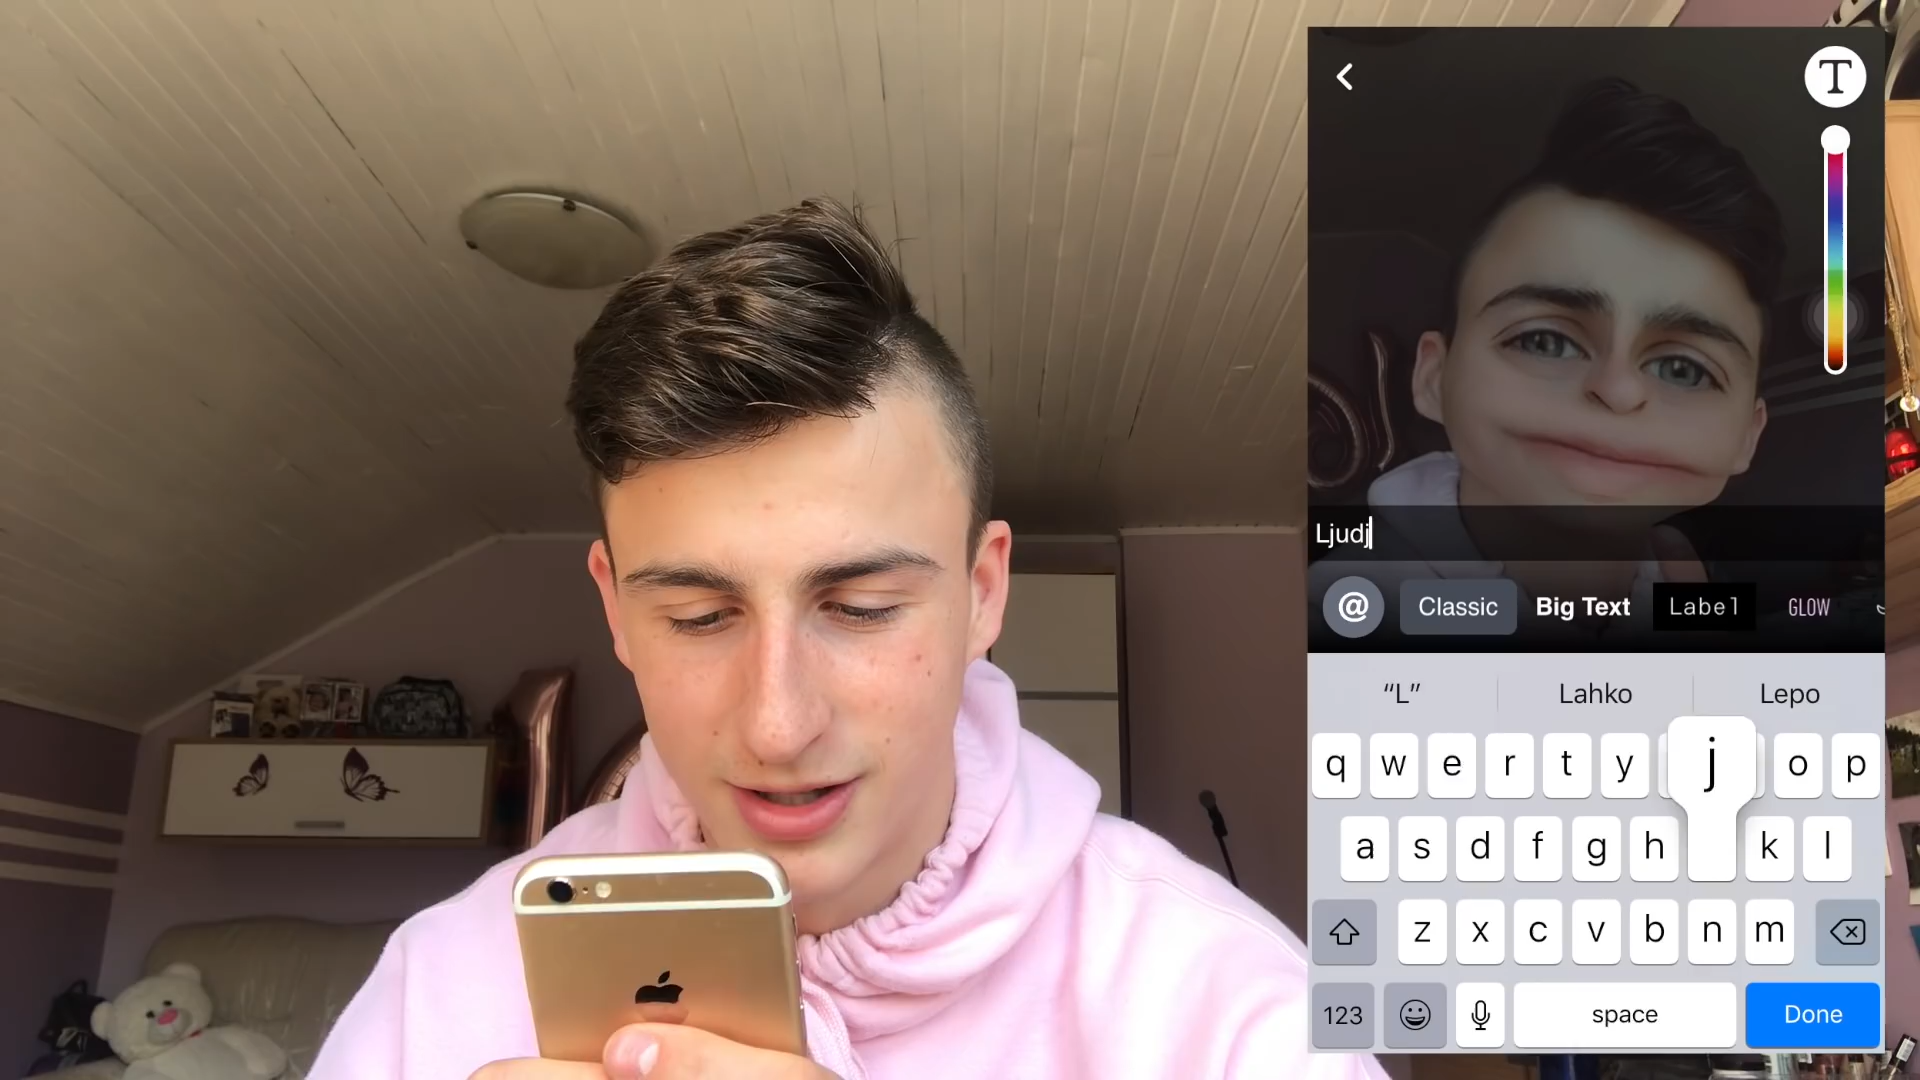 T
Ljudj
@ Classic Big Text Label GLOW
“L” Lahko Lepo
q w e r t y j o p
a s d f g h k l
z x c v b n m
123 space Done